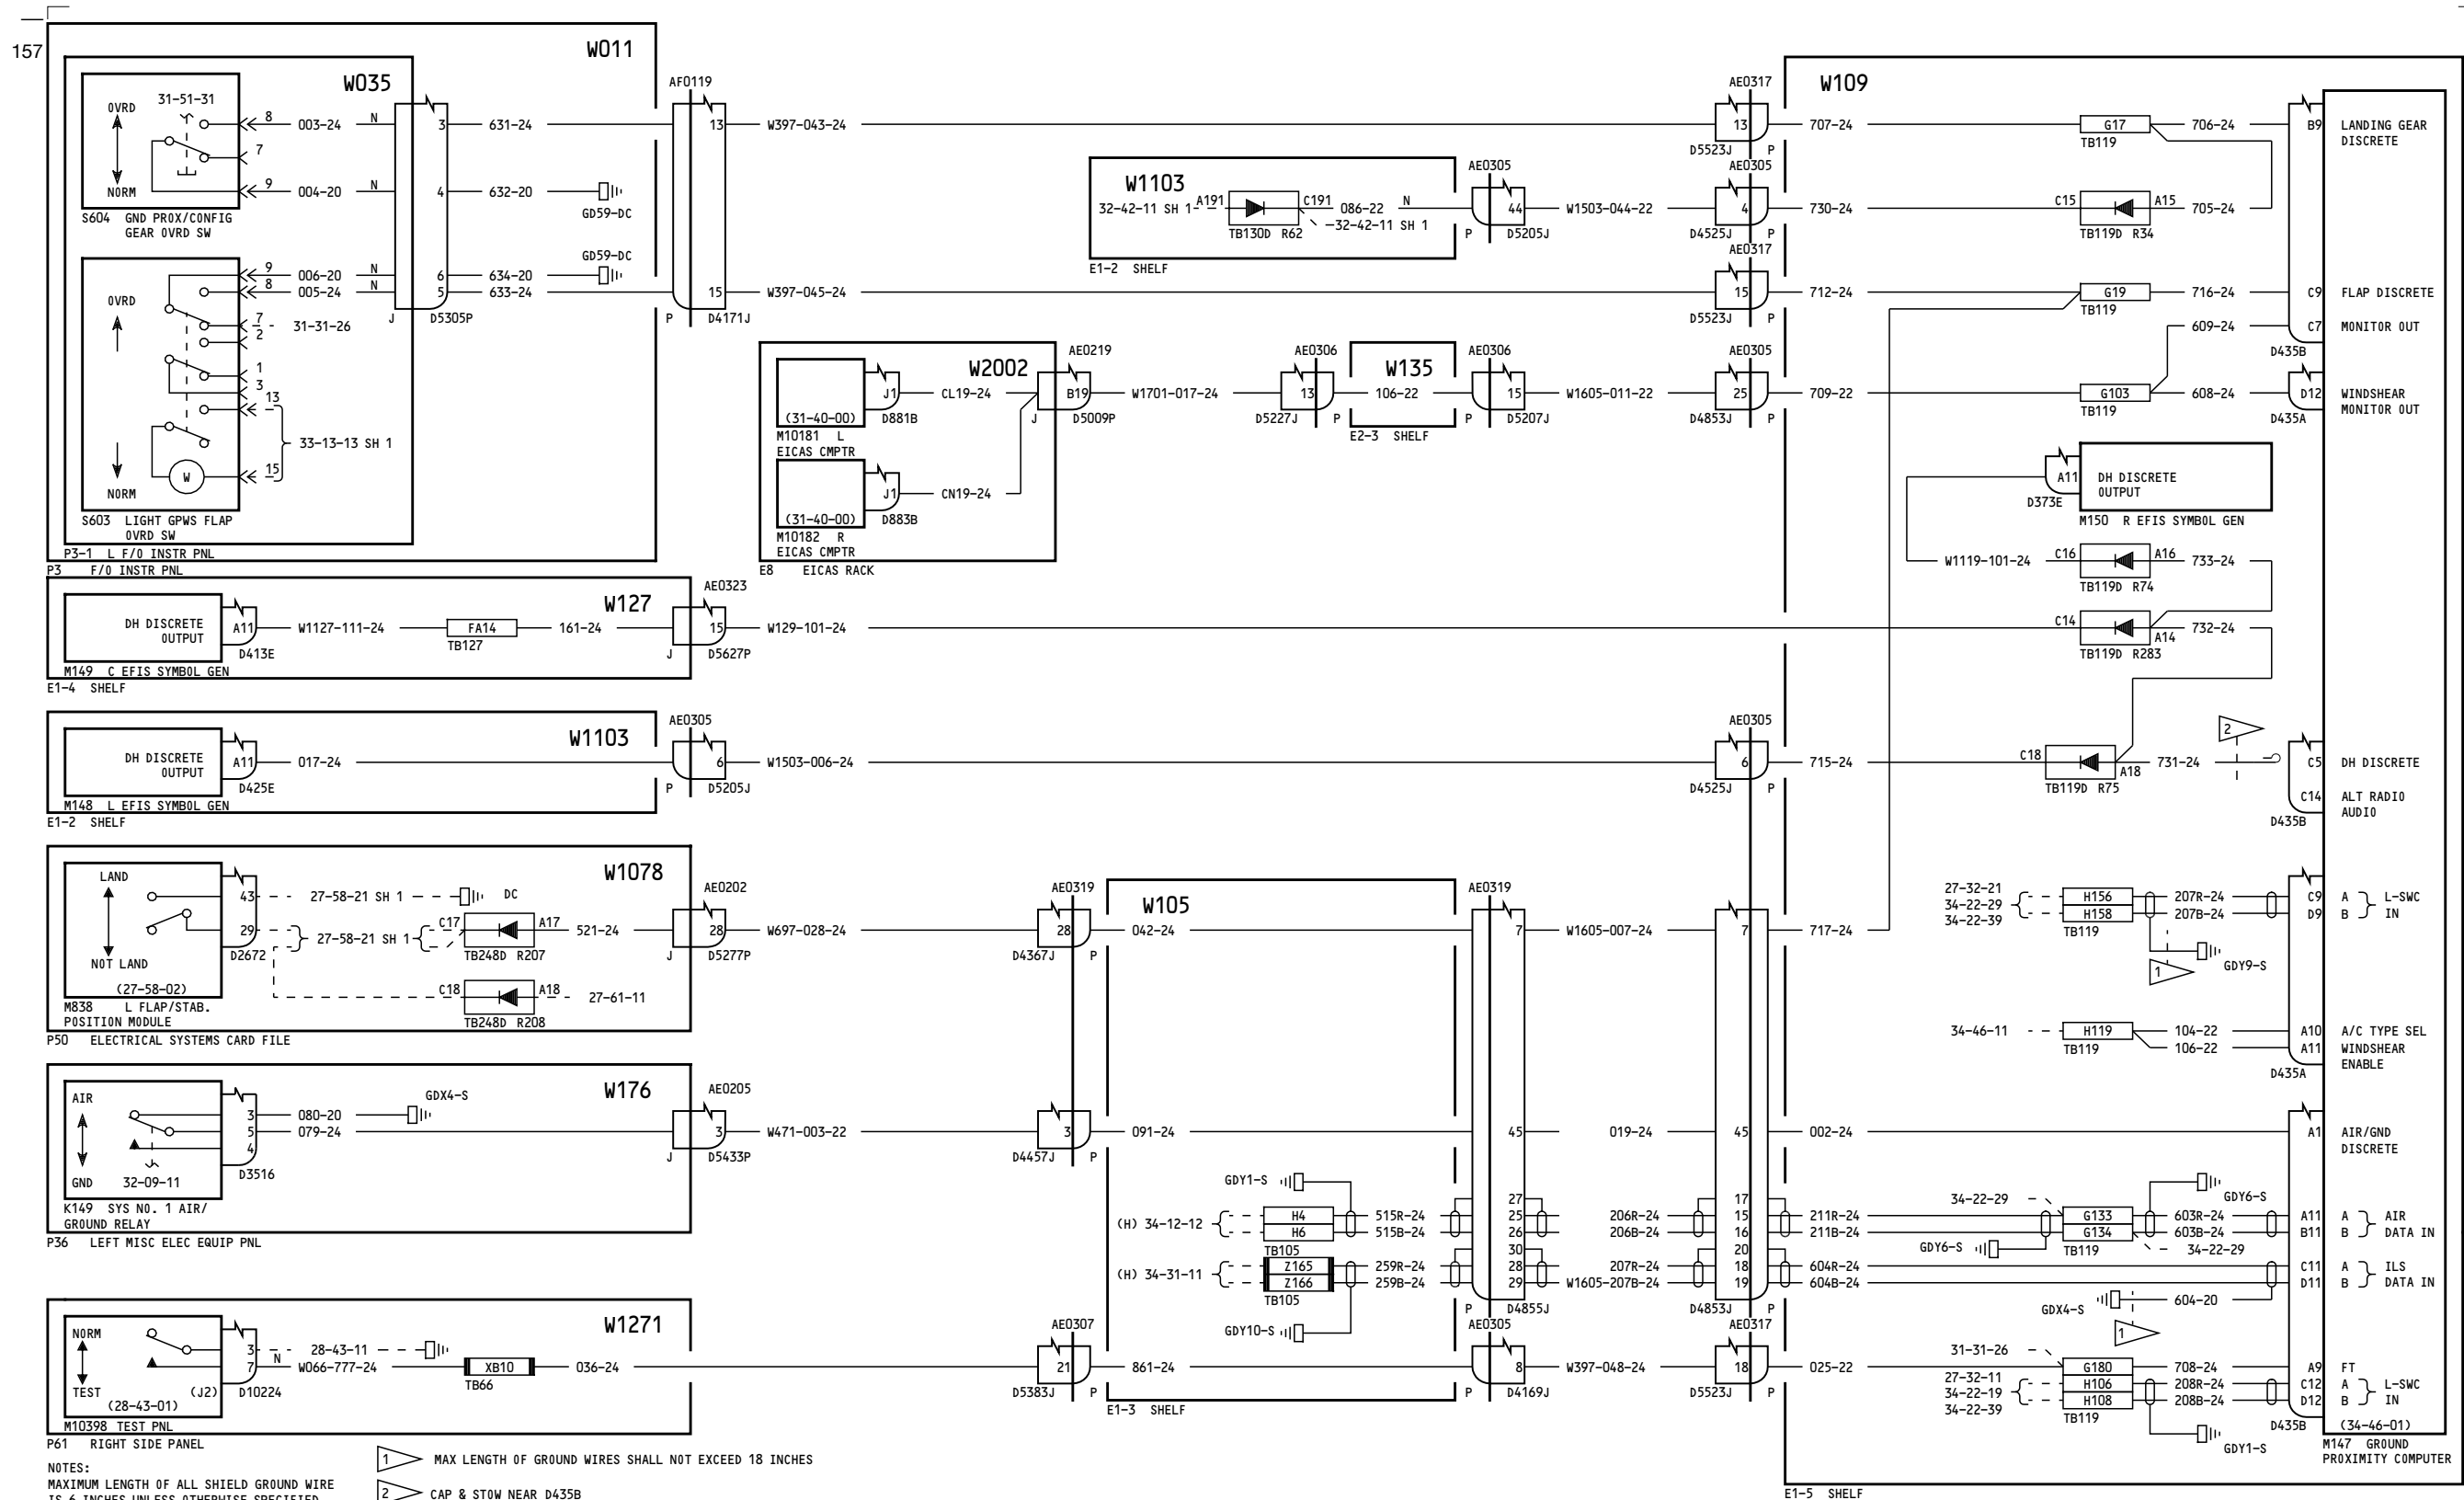 157
W011
W035
31-51-31
OVRD
NORM
8
7
9
003-24
004-20
N
N
3
4
631-24
632-20
GD59-DC
S604 GND PROX/CONFIG
GEAR OVRD SW
GD59-DC
OVRD
NORM
9
8
7
2
1
3
13
15
006-20
005-24
N
N
6
5
634-20
633-24
31-31-26
33-13-13 SH 1
W
J
D5305P
S603 LIGHT GPWS FLAP
OVRD SW
P3-1 L F/O INSTR PNL
P3 F/O INSTR PNL
AF0119
13
15
P
D4171J
W397-043-24
W397-045-24
W1103
32-42-11 SH 1
A191
C191
086-22
N
32-42-11 SH 1
TB130D R62
E1-2 SHELF
AE0305
44
P
D5205J
W1503-044-22
AE0317
13
D5523J
P
AE0305
4
D4525J
P
AE0317
15
D5523J
P
W2002
(31-40-00)
J1
D881B
CL19-24
M10181 L
EICAS CMPTR
(31-40-00)
J1
D883B
CN19-24
M10182 R
EICAS CMPTR
E8 EICAS RACK
AE0219
B19
J
D5009P
W1701-017-24
AE0306
13
D5227J
P
W135
106-22
E2-3 SHELF
AE0306
15
P
D5207J
W1605-011-22
AE0305
25
D4853J
P
W109
707-24
G17
TB119
706-24
B9
LANDING GEAR
DISCRETE
730-24
C15
A15
705-24
TB119D R34
712-24
G19
TB119
716-24
C9
FLAP DISCRETE
609-24
C7
MONITOR OUT
D435B
709-22
G103
TB119
608-24
D12
WINDSHEAR
MONITOR OUT
D435A
A11
DH DISCRETE
OUTPUT
D373E
M150 R EFIS SYMBOL GEN
W1119-101-24
C16
A16
733-24
TB119D R74
C14
A14
732-24
TB119D R283
W127
DH DISCRETE
OUTPUT
A11
D413E
W1127-111-24
FA14
TB127
161-24
M149 C EFIS SYMBOL GEN
E1-4 SHELF
AE0323
15
J
D5627P
W129-101-24
W1103
DH DISCRETE
OUTPUT
A11
D425E
017-24
M148 L EFIS SYMBOL GEN
E1-2 SHELF
AE0305
6
P
D5205J
W1503-006-24
AE0305
6
D4525J
P
715-24
C18
A18
731-24
TB119D R75
2
C5
DH DISCRETE
C14
ALT RADIO
AUDIO
D435B
W1078
LAND
NOT LAND
(27-58-02)
43
29
D2672
27-58-21 SH 1
DC
27-58-21 SH 1
C17
A17
521-24
TB248D R207
C18
A18
27-61-11
TB248D R208
M838 L FLAP/STAB.
POSITION MODULE
P50 ELECTRICAL SYSTEMS CARD FILE
AE0202
28
J
D5277P
W697-028-24
AE0319
28
D4367J
P
W105
042-24
AE0319
7
W1605-007-24
7
717-24
27-32-21
34-22-29
34-22-39
H156
H158
TB119
207R-24
207B-24
C9
D9
A
B
L-SWC
IN
GDY9-S
1
34-46-11
H119
TB119
104-22
106-22
A10
A11
A/C TYPE SEL
WINDSHEAR
ENABLE
D435A
W176
AIR
GND
32-09-11
3
5
4
D3516
080-20
079-24
GDX4-S
K149 SYS NO. 1 AIR/
GROUND RELAY
P36 LEFT MISC ELEC EQUIP PNL
AE0205
3
J
D5433P
W471-003-22
3
D4457J
P
091-24
45
019-24
45
002-24
A1
AIR/GND
DISCRETE
GDY1-S
(H) 34-12-12
H4
H6
TB105
515R-24
515B-24
27
25
26
206R-24
206B-24
17
15
16
211R-24
211B-24
34-22-29
G133
G134
TB119
GDY6-S
GDY6-S
603R-24
603B-24
34-22-29
A11
B11
A
B
AIR
DATA IN
(H) 34-31-11
Z165
Z166
TB105
259R-24
259B-24
GDY10-S
30
28
29
207R-24
W1605-207B-24
20
18
19
604R-24
604B-24
C11
D11
A
B
ILS
DATA IN
GDX4-S
604-20
1
P
D4855J
D4853J
P
W1271
NORM
TEST
(28-43-01)
(J2)
3
7
D10224
28-43-11
N
W066-777-24
XB10
TB66
036-24
M10398 TEST PNL
P61 RIGHT SIDE PANEL
AE0307
21
D5383J
P
861-24
E1-3 SHELF
AE0305
8
P
D4169J
W397-048-24
AE0317
18
D5523J
P
025-22
31-31-26
27-32-11
34-22-19
34-22-39
G180
H106
H108
TB119
708-24
208R-24
208B-24
GDY1-S
A9
C12
D12
FT
A
B
L-SWC
IN
D435B
(34-46-01)
M147 GROUND
PROXIMITY COMPUTER
E1-5 SHELF
NOTES:
MAXIMUM LENGTH OF ALL SHIELD GROUND WIRE
IS 6 INCHES UNLESS OTHERWISE SPECIFIED
1 MAX LENGTH OF GROUND WIRES SHALL NOT EXCEED 18 INCHES
2 CAP & STOW NEAR D435B